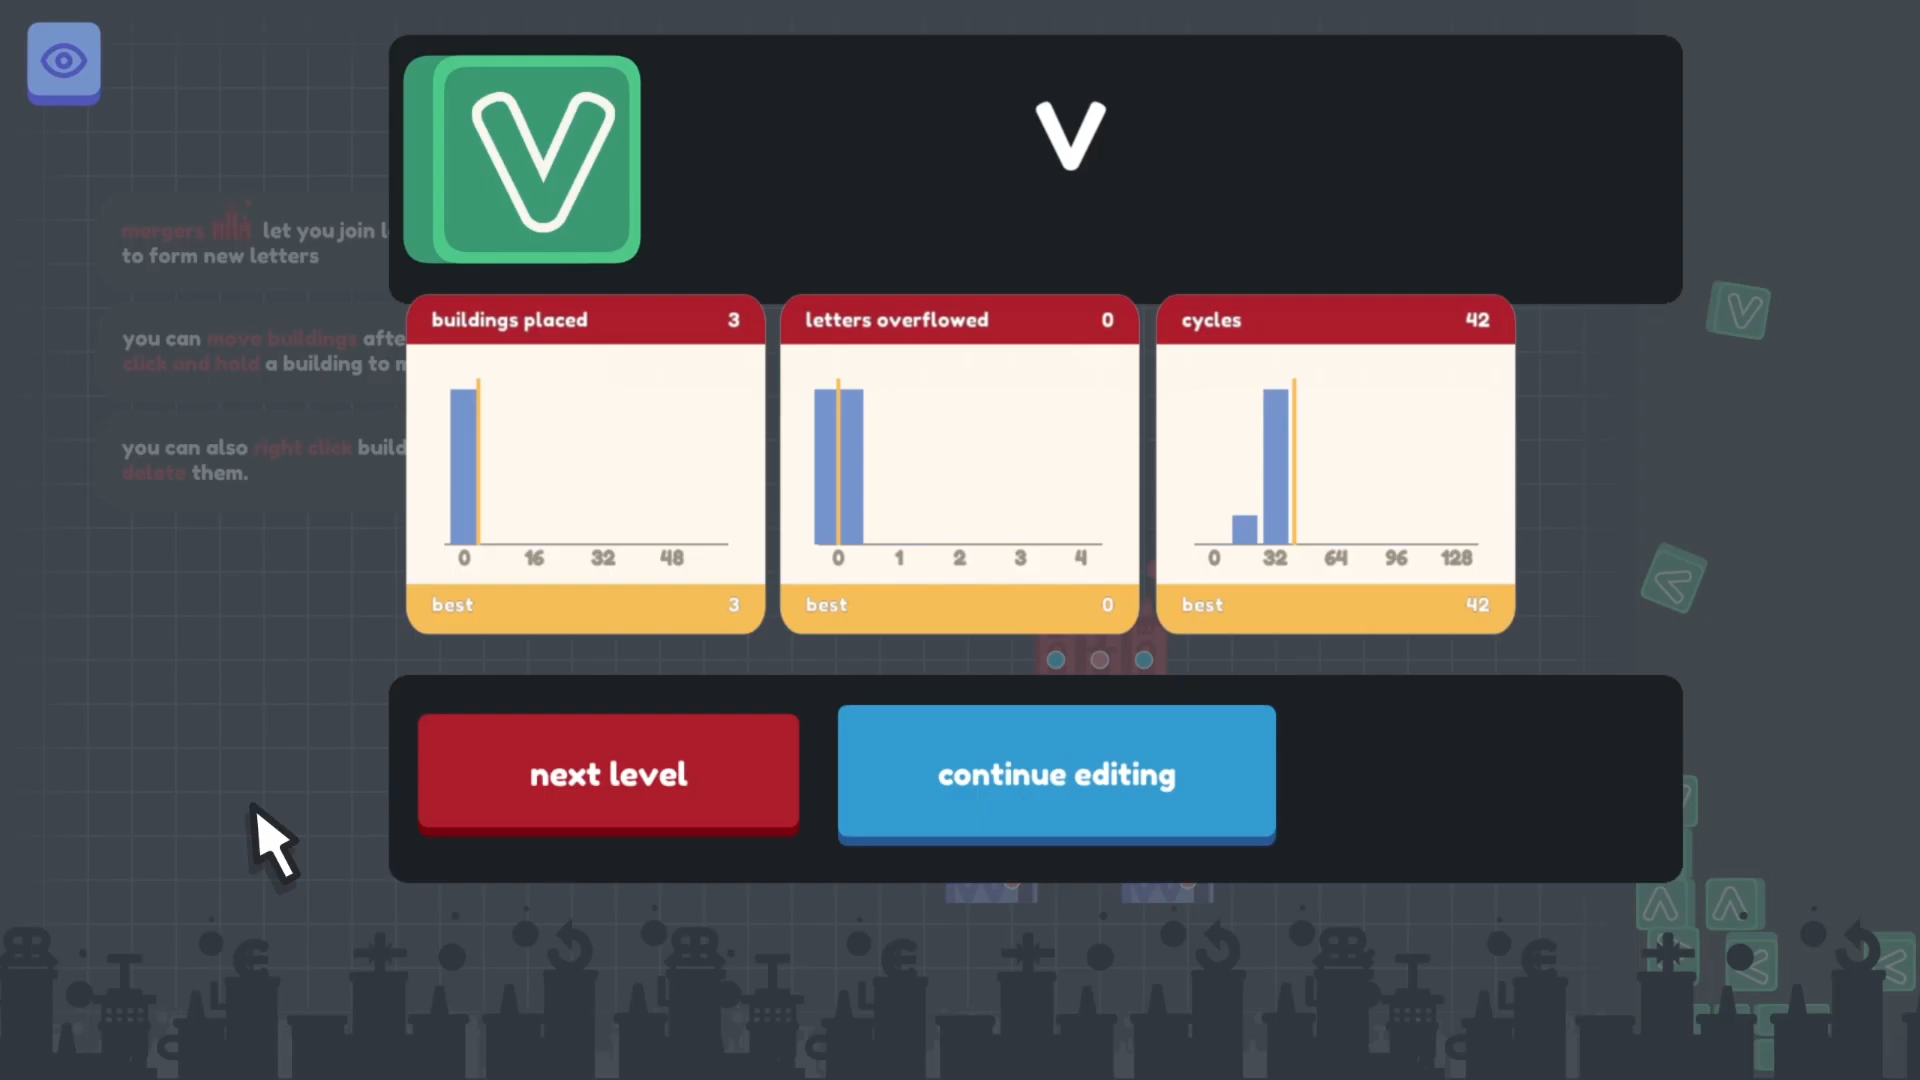 V
V
mergers let you join l
to form new letters
you can move buildings afte
click and hold a building to m
you can also right click build
delete them.
buildings placed 3
0 16 32 48
best 3
letters overflowed 0
0 1 2 3 4
best 0
cycles 42
0 32 64 96 128
best 42
next level
continue editing
V
V
V
V
V
V